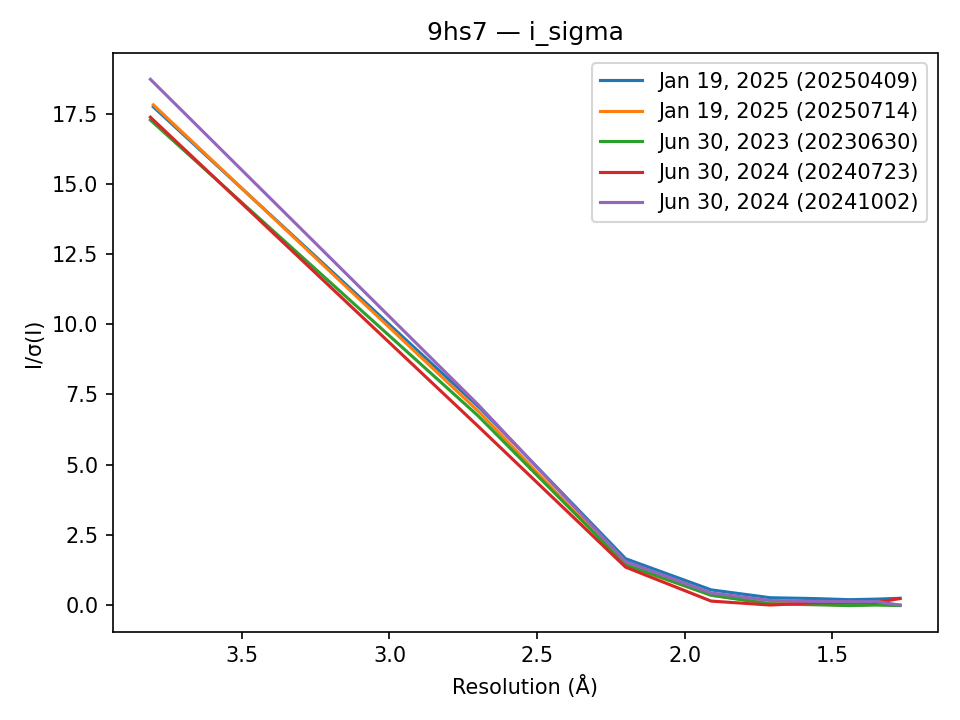 9hs7 — i_sigma
Jan 19, 2025 (20250409)
Jan 19, 2025 (20250714)
Jun 30, 2023 (20230630)
Jun 30, 2024 (20240723)
Jun 30, 2024 (20241002)
I/σ(I)
17.5
15.0
12.5
10.0
7.5
5.0
2.5
0.0
3.5 3.0 2.5 2.0 1.5
Resolution (Å)